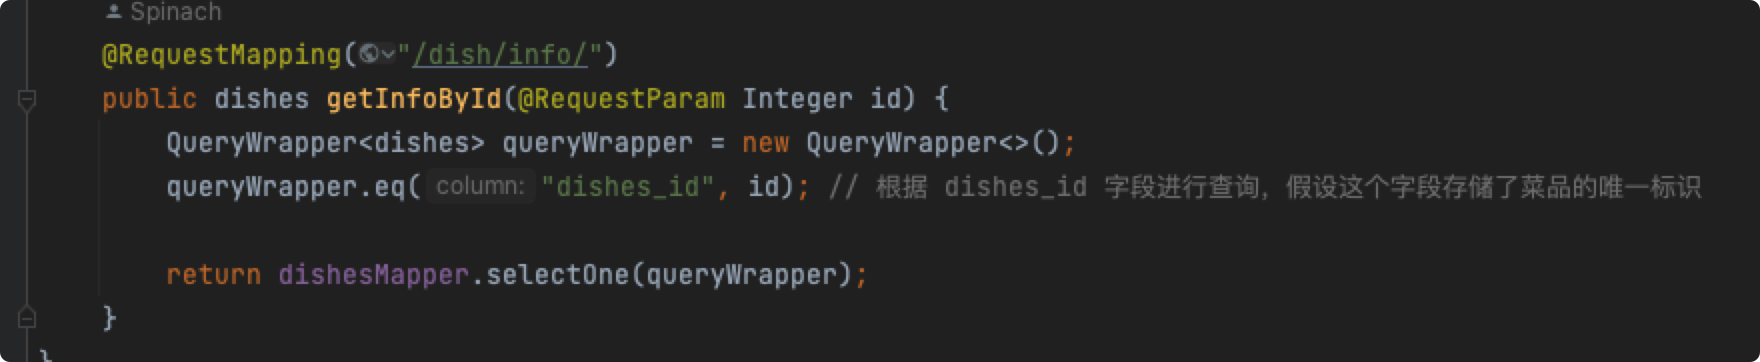 Spinach
@RequestMapping("/dish/info/")
public dishes getInfoById(@RequestParam Integer id) {
QueryWrapper<dishes> queryWrapper = new QueryWrapper<>();
queryWrapper.eq( column: "dishes_id", id); // 根据 dishes_id 字段进行查询，假设这个字段存储了菜品的唯一标识
return dishesMapper.selectOne(queryWrapper);
}
}